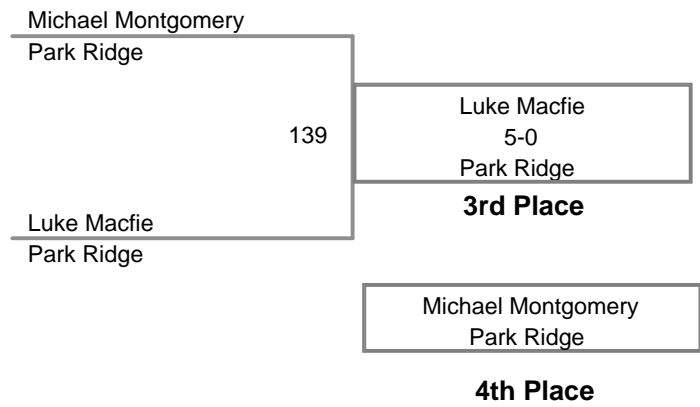 Michael Montgomery
Park Ridge
139
Luke Macfie
5-0
Park Ridge
3rd Place
Luke Macfie
Park Ridge
Michael Montgomery
Park Ridge
4th Place